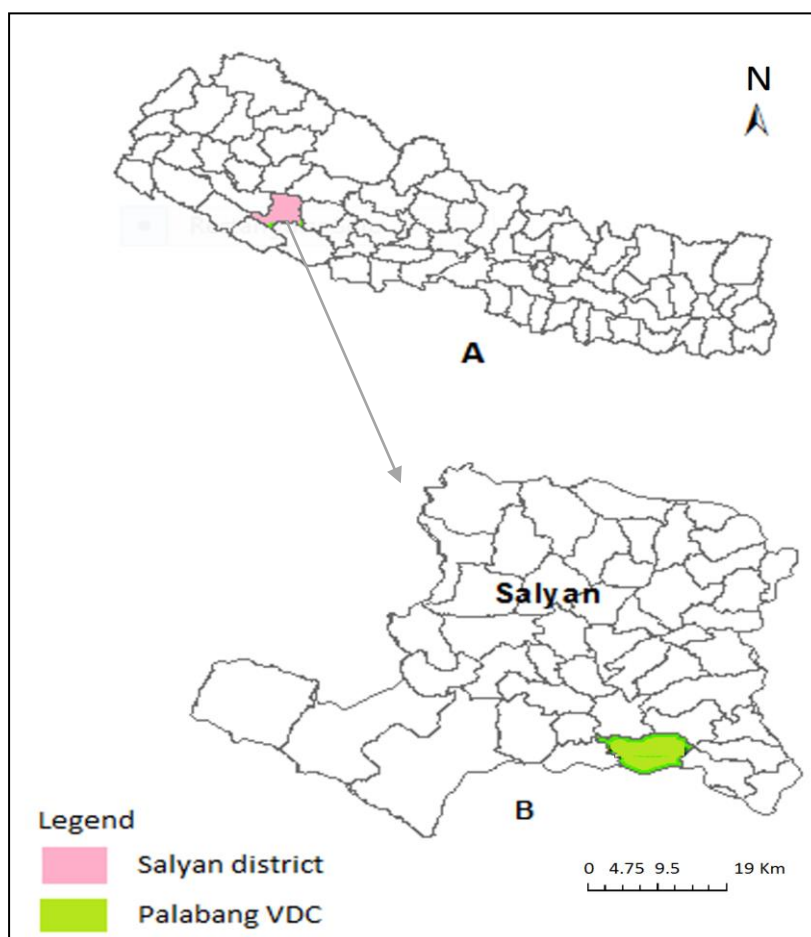 N
A
Salyan
B
Legend
Salyan district
Palabang VDC
0 4.75 9.5 19 Km